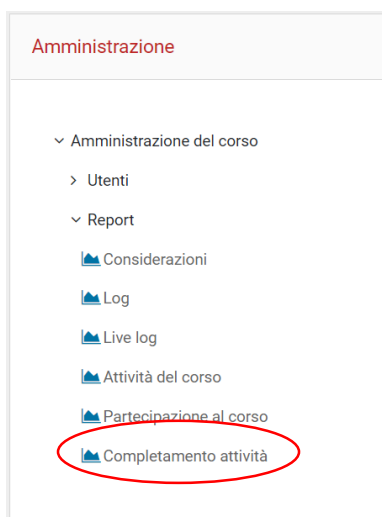 Amministrazione
Amministrazione del corso
Utenti
Report
Considerazioni
Log
Live log
Attività del corso
Partecipazione al corso
Completamento attività